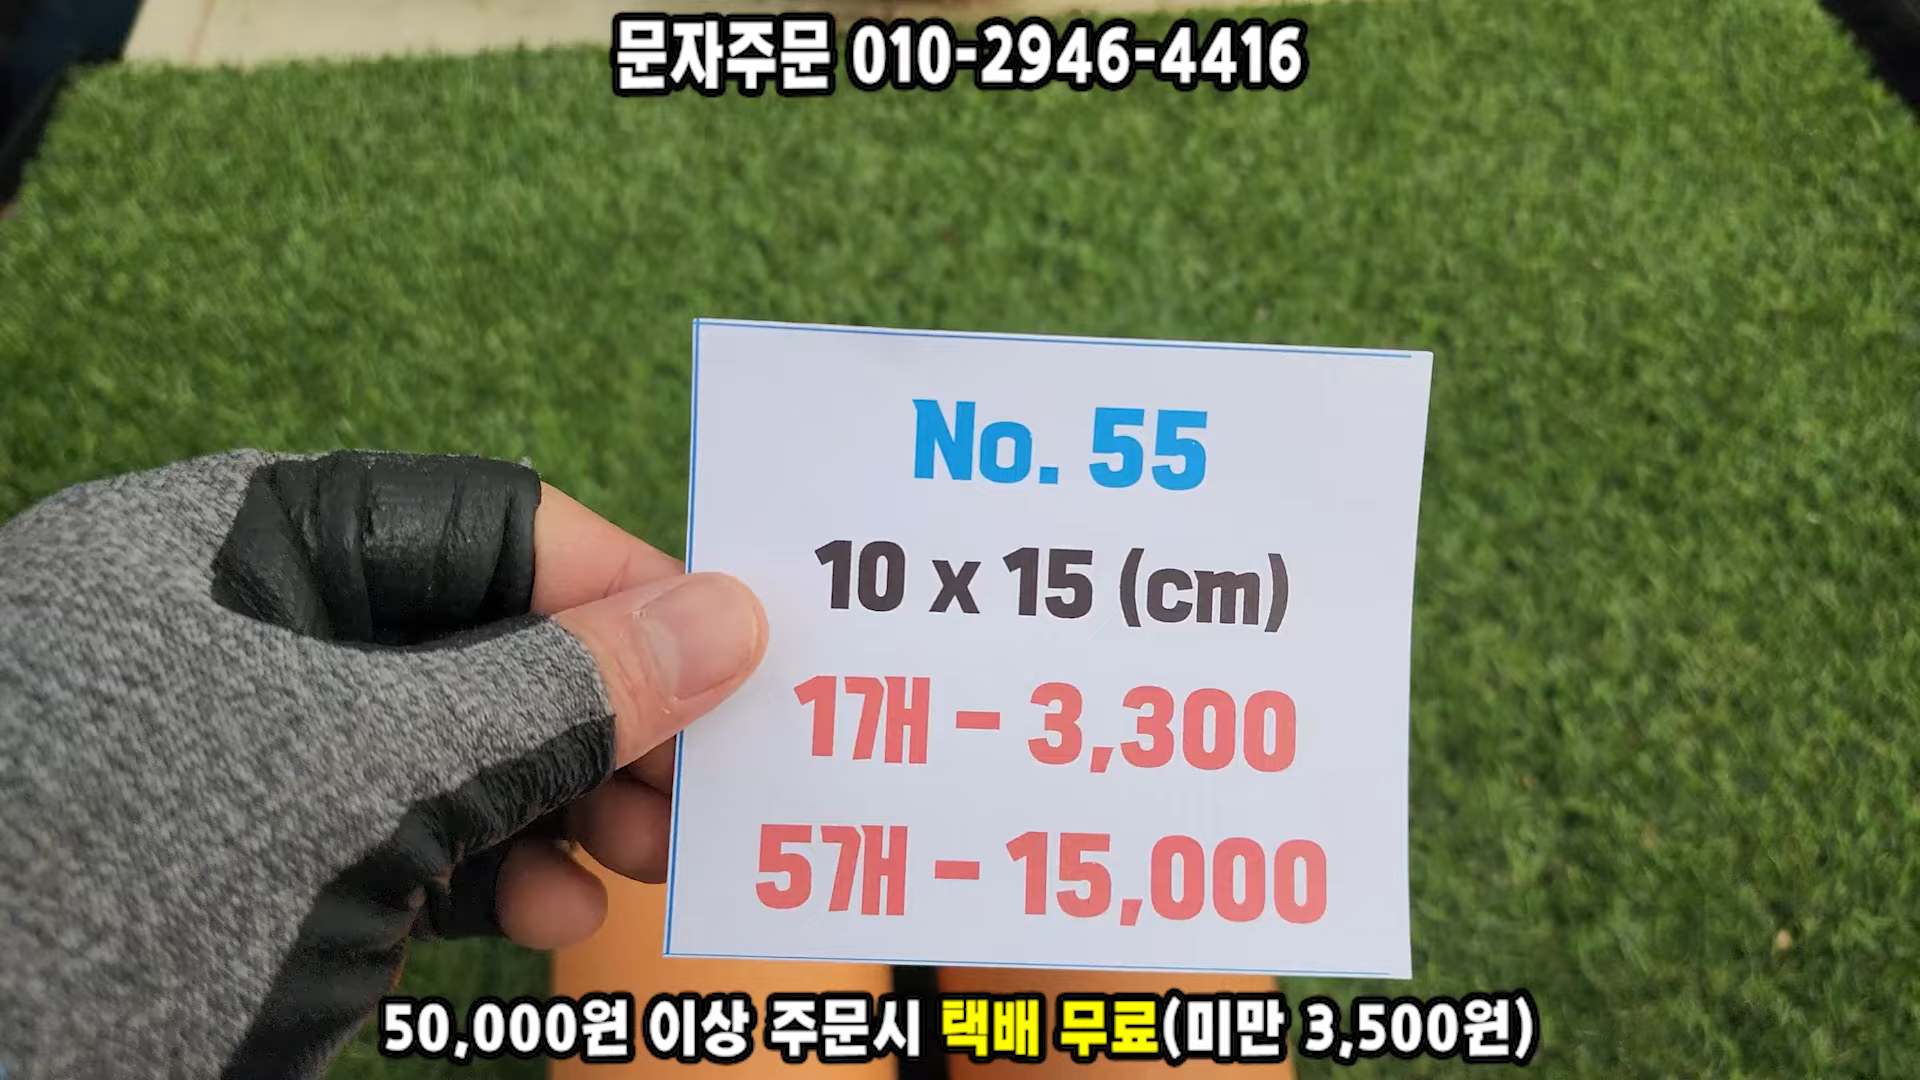 문자주문 010-2946-4416
No. 55
10 x 15 (cm)
1개 - 3,300
5개 - 15,000
50,000원 이상 주문시 택배 무료(미만 3,500원)